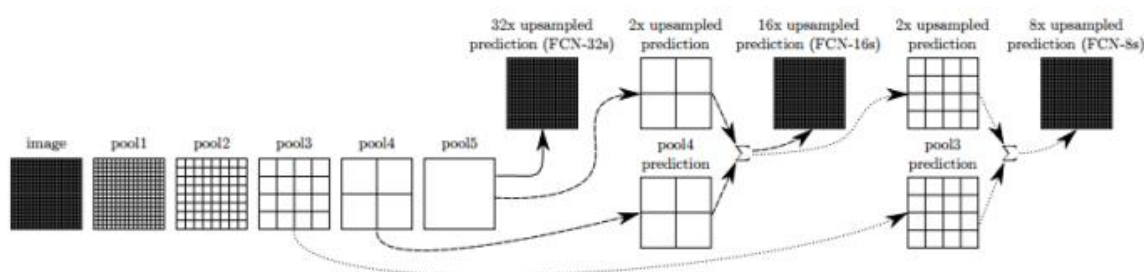 32x upsampled
prediction (FCN-32s)
2x upsampled
prediction
16x upsampled
prediction (FCN-16s)
2x upsampled
prediction
8x upsampled
prediction (FCN-8s)
image
pool1
pool2
pool3
pool4
pool5
pool4
prediction
Σ
pool3
prediction
Σ